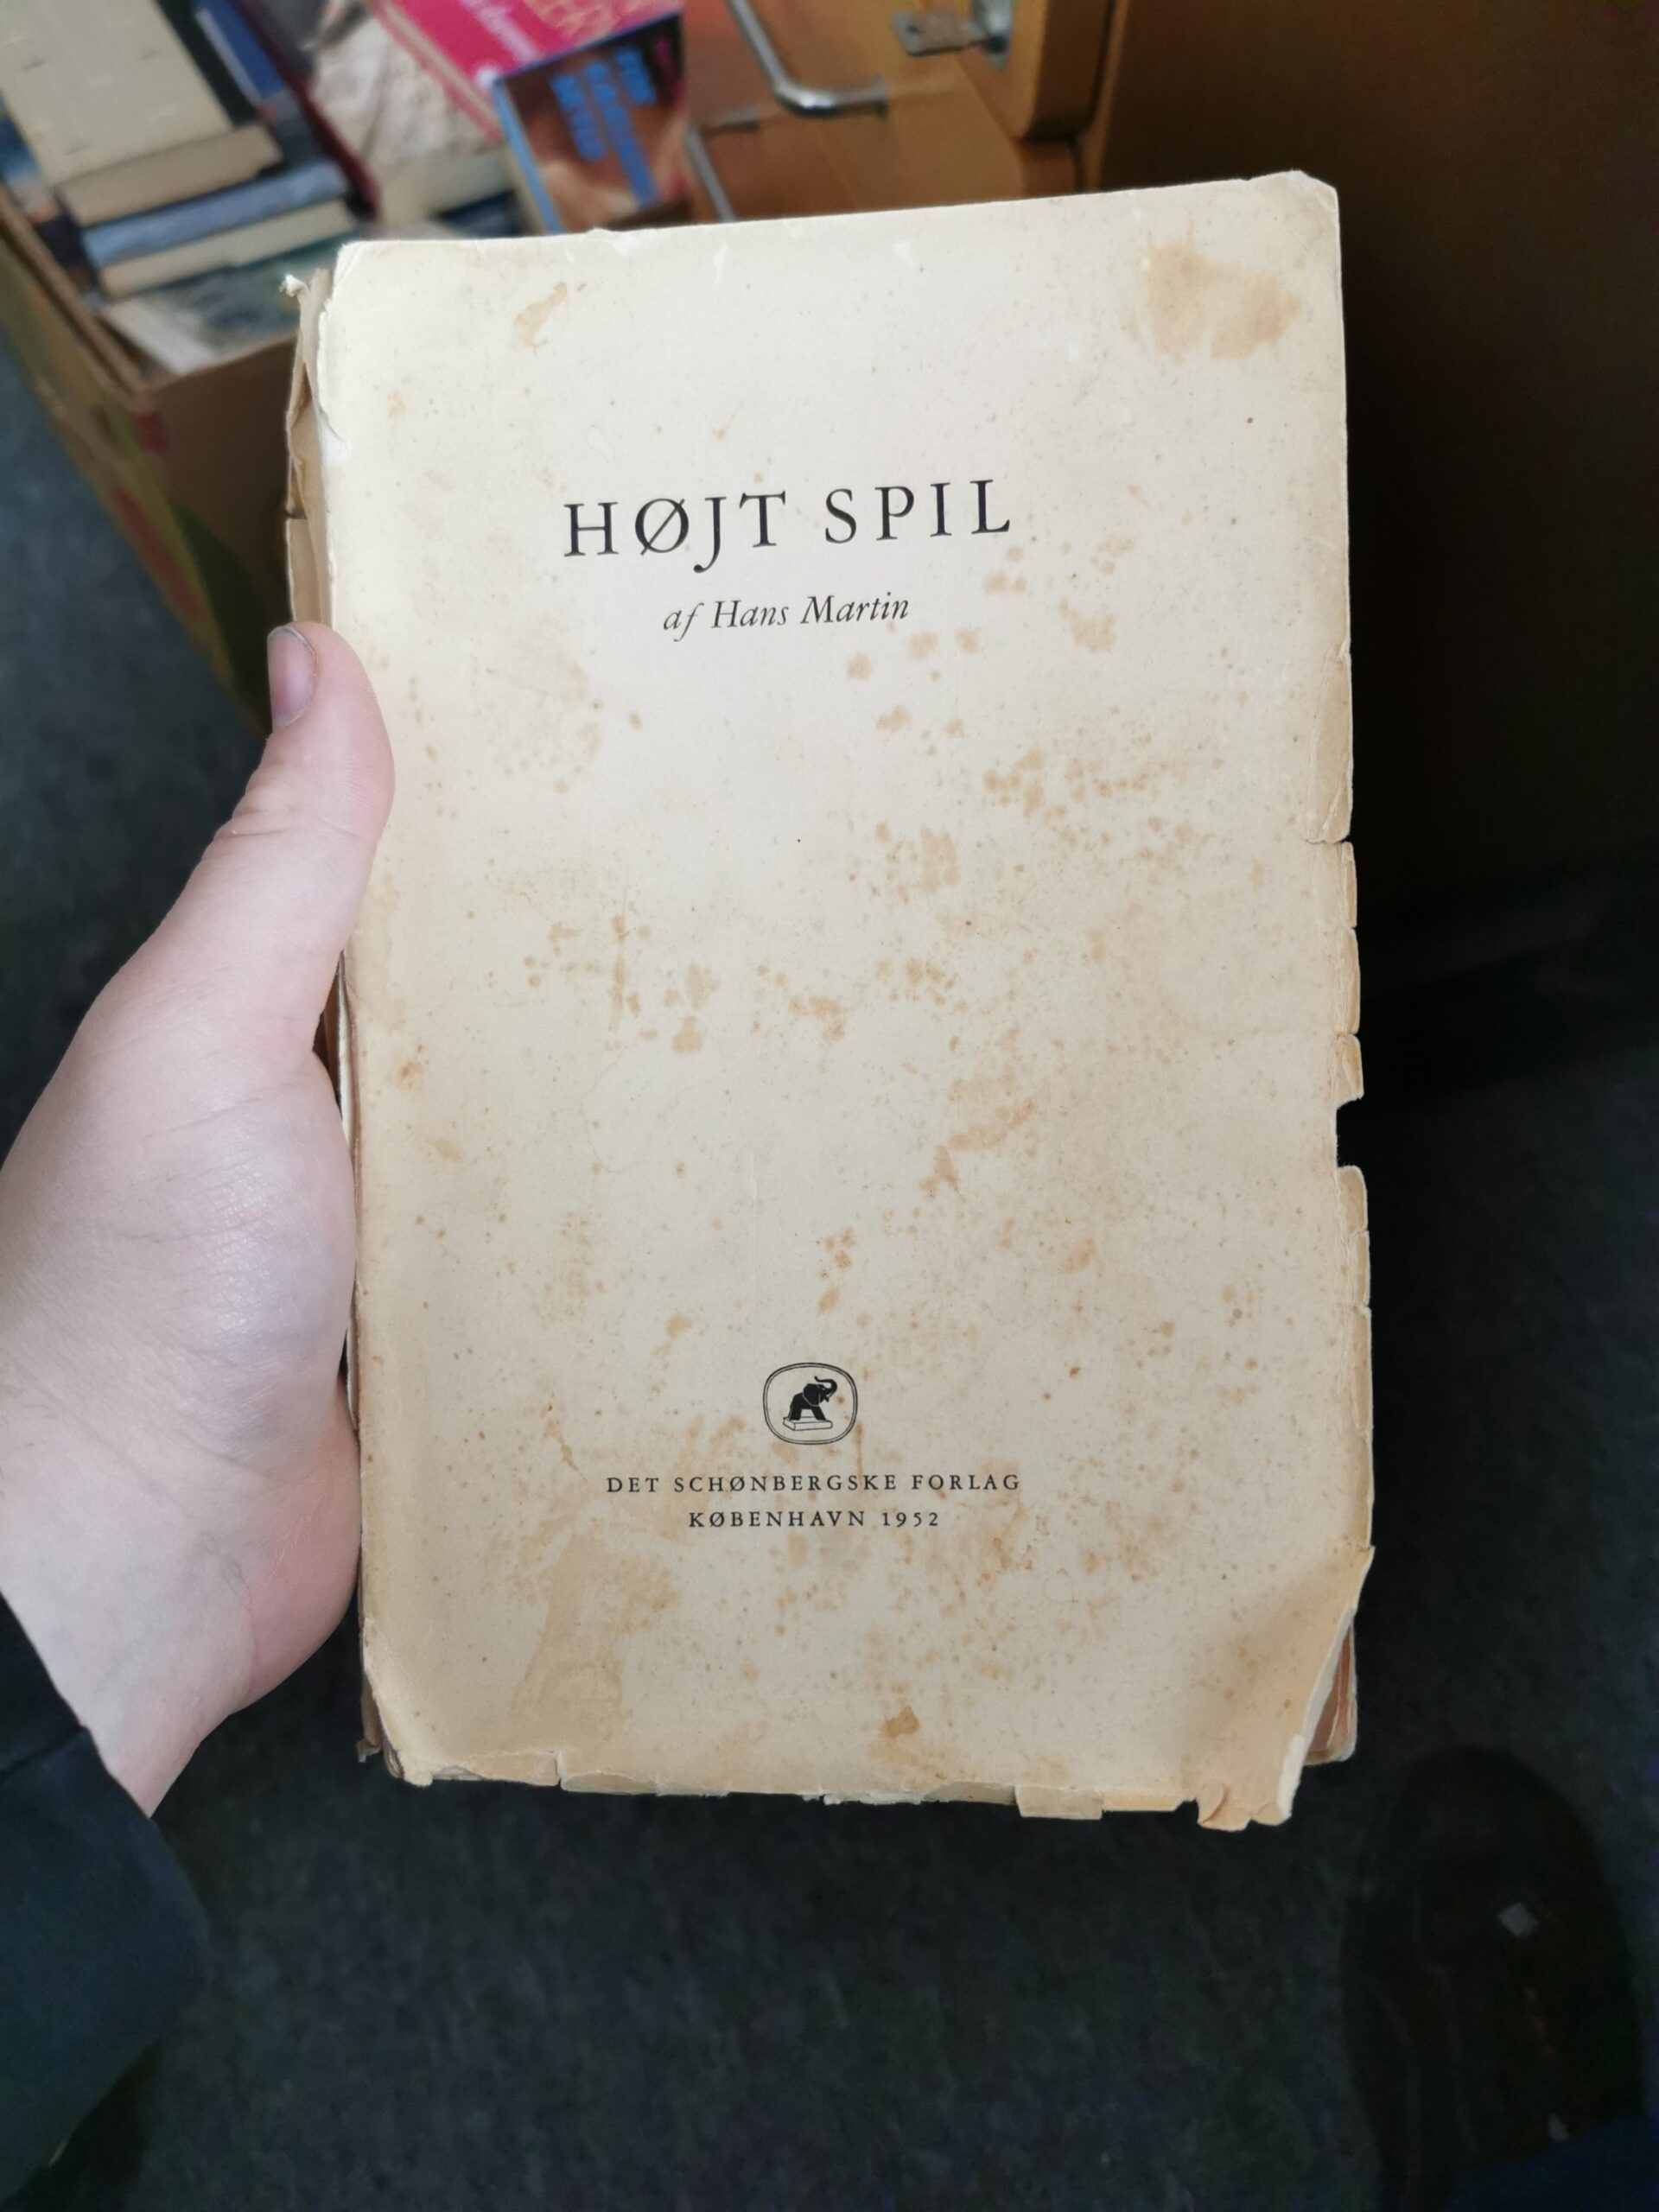 HØJT SPIL
af Hans Martin
DET SCHØNBERGSKE FORLAG
KØBENHAVN 1952